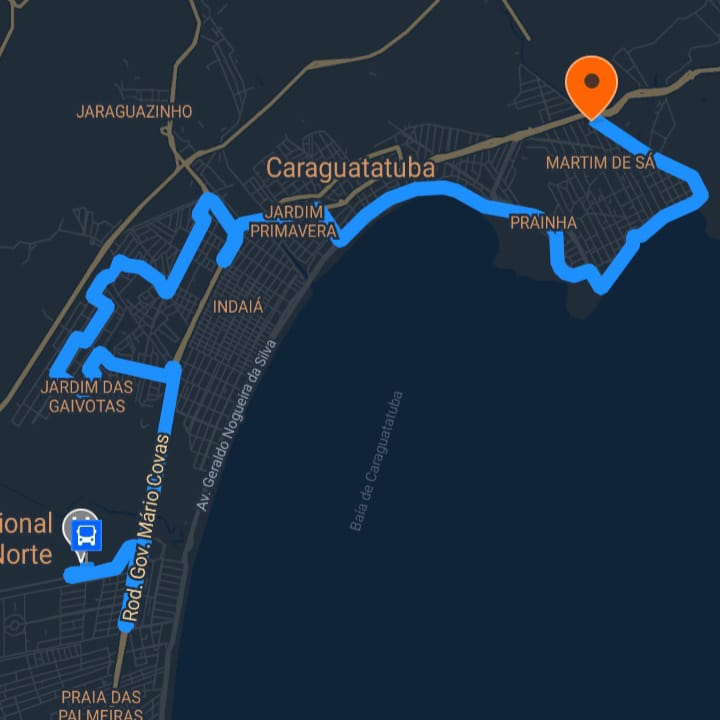 JARAGUAZINHO
Caraguatatuba
MARTIM DE SÁ
JARDIM
PRIMAVERA
PRAINHA
INDAIÁ
JARDIM DAS
GAIVOTAS
Av. Geraldo Nogueira da Silva
Baía de Caraguatatuba
Rod. Gov. Mário Covas
ional
Norte
PRAIA DAS
PALMEIRAS